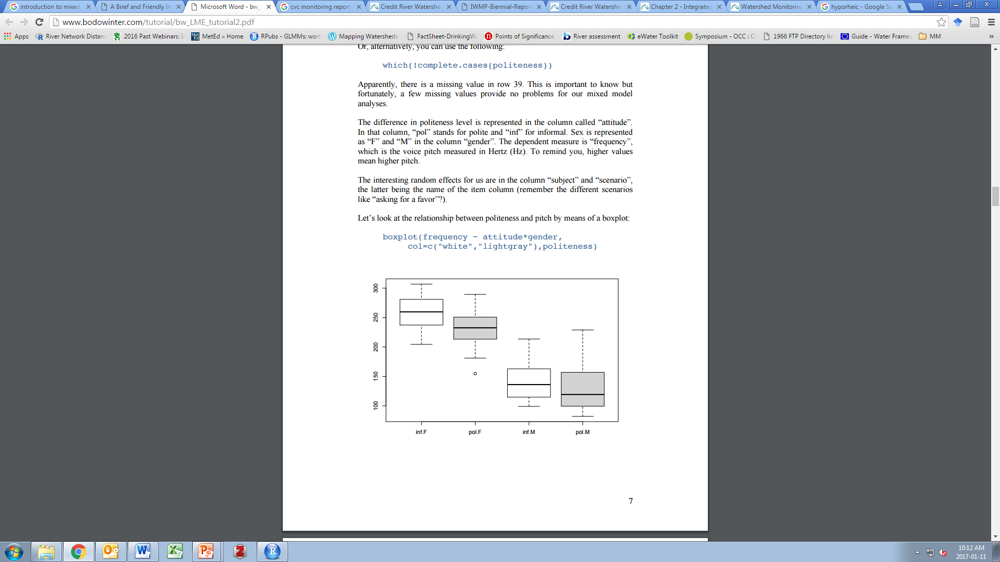 introduction to mixed
A Brief and Friendly In
Microsoft Word - bw_
cvc monitoring report
Credit River Watershe
IWMP-Biennial-Report
Credit River Watershe
Chapter 2 - Integrated
Watershed Monitoring
hyporheic - Google Se
www.bodowinter.com/tutorial/bw_LME_tutorial2.pdf
Apps
River Network Distanc
2016 Past Webinars: I
MetEd » Home
RPubs - GLMMs: work
Mapping Watersheds
FactSheet-DrinkingW
Points of Significance
River assessment
eWater Toolkit
Symposium - OCC : O
1966 FTP Directory lis
Guide - Water Framew
MM
»
Or, alternatively, you can use the following:
which(!complete.cases(politeness))
Apparently, there is a missing value in row 39. This is important to know but
fortunately, a few missing values provide no problems for our mixed model
analyses.
The difference in politeness level is represented in the column called “attitude”.
In that column, “pol” stands for polite and “inf” for informal. Sex is represented
as “F” and “M” in the column “gender”. The dependent measure is “frequency”,
which is the voice pitch measured in Hertz (Hz). To remind you, higher values
mean higher pitch.
The interesting random effects for us are in the column “subject” and “scenario”,
the latter being the name of the item column (remember the different scenarios
like “asking for a favor”?).
Let’s look at the relationship between politeness and pitch by means of a boxplot:
boxplot(frequency ~ attitude*gender,
col=c("white","lightgray"),politeness)
300
250
200
150
100
inf.F
pol.F
inf.M
pol.M
7
10:12 AM
2017-01-11